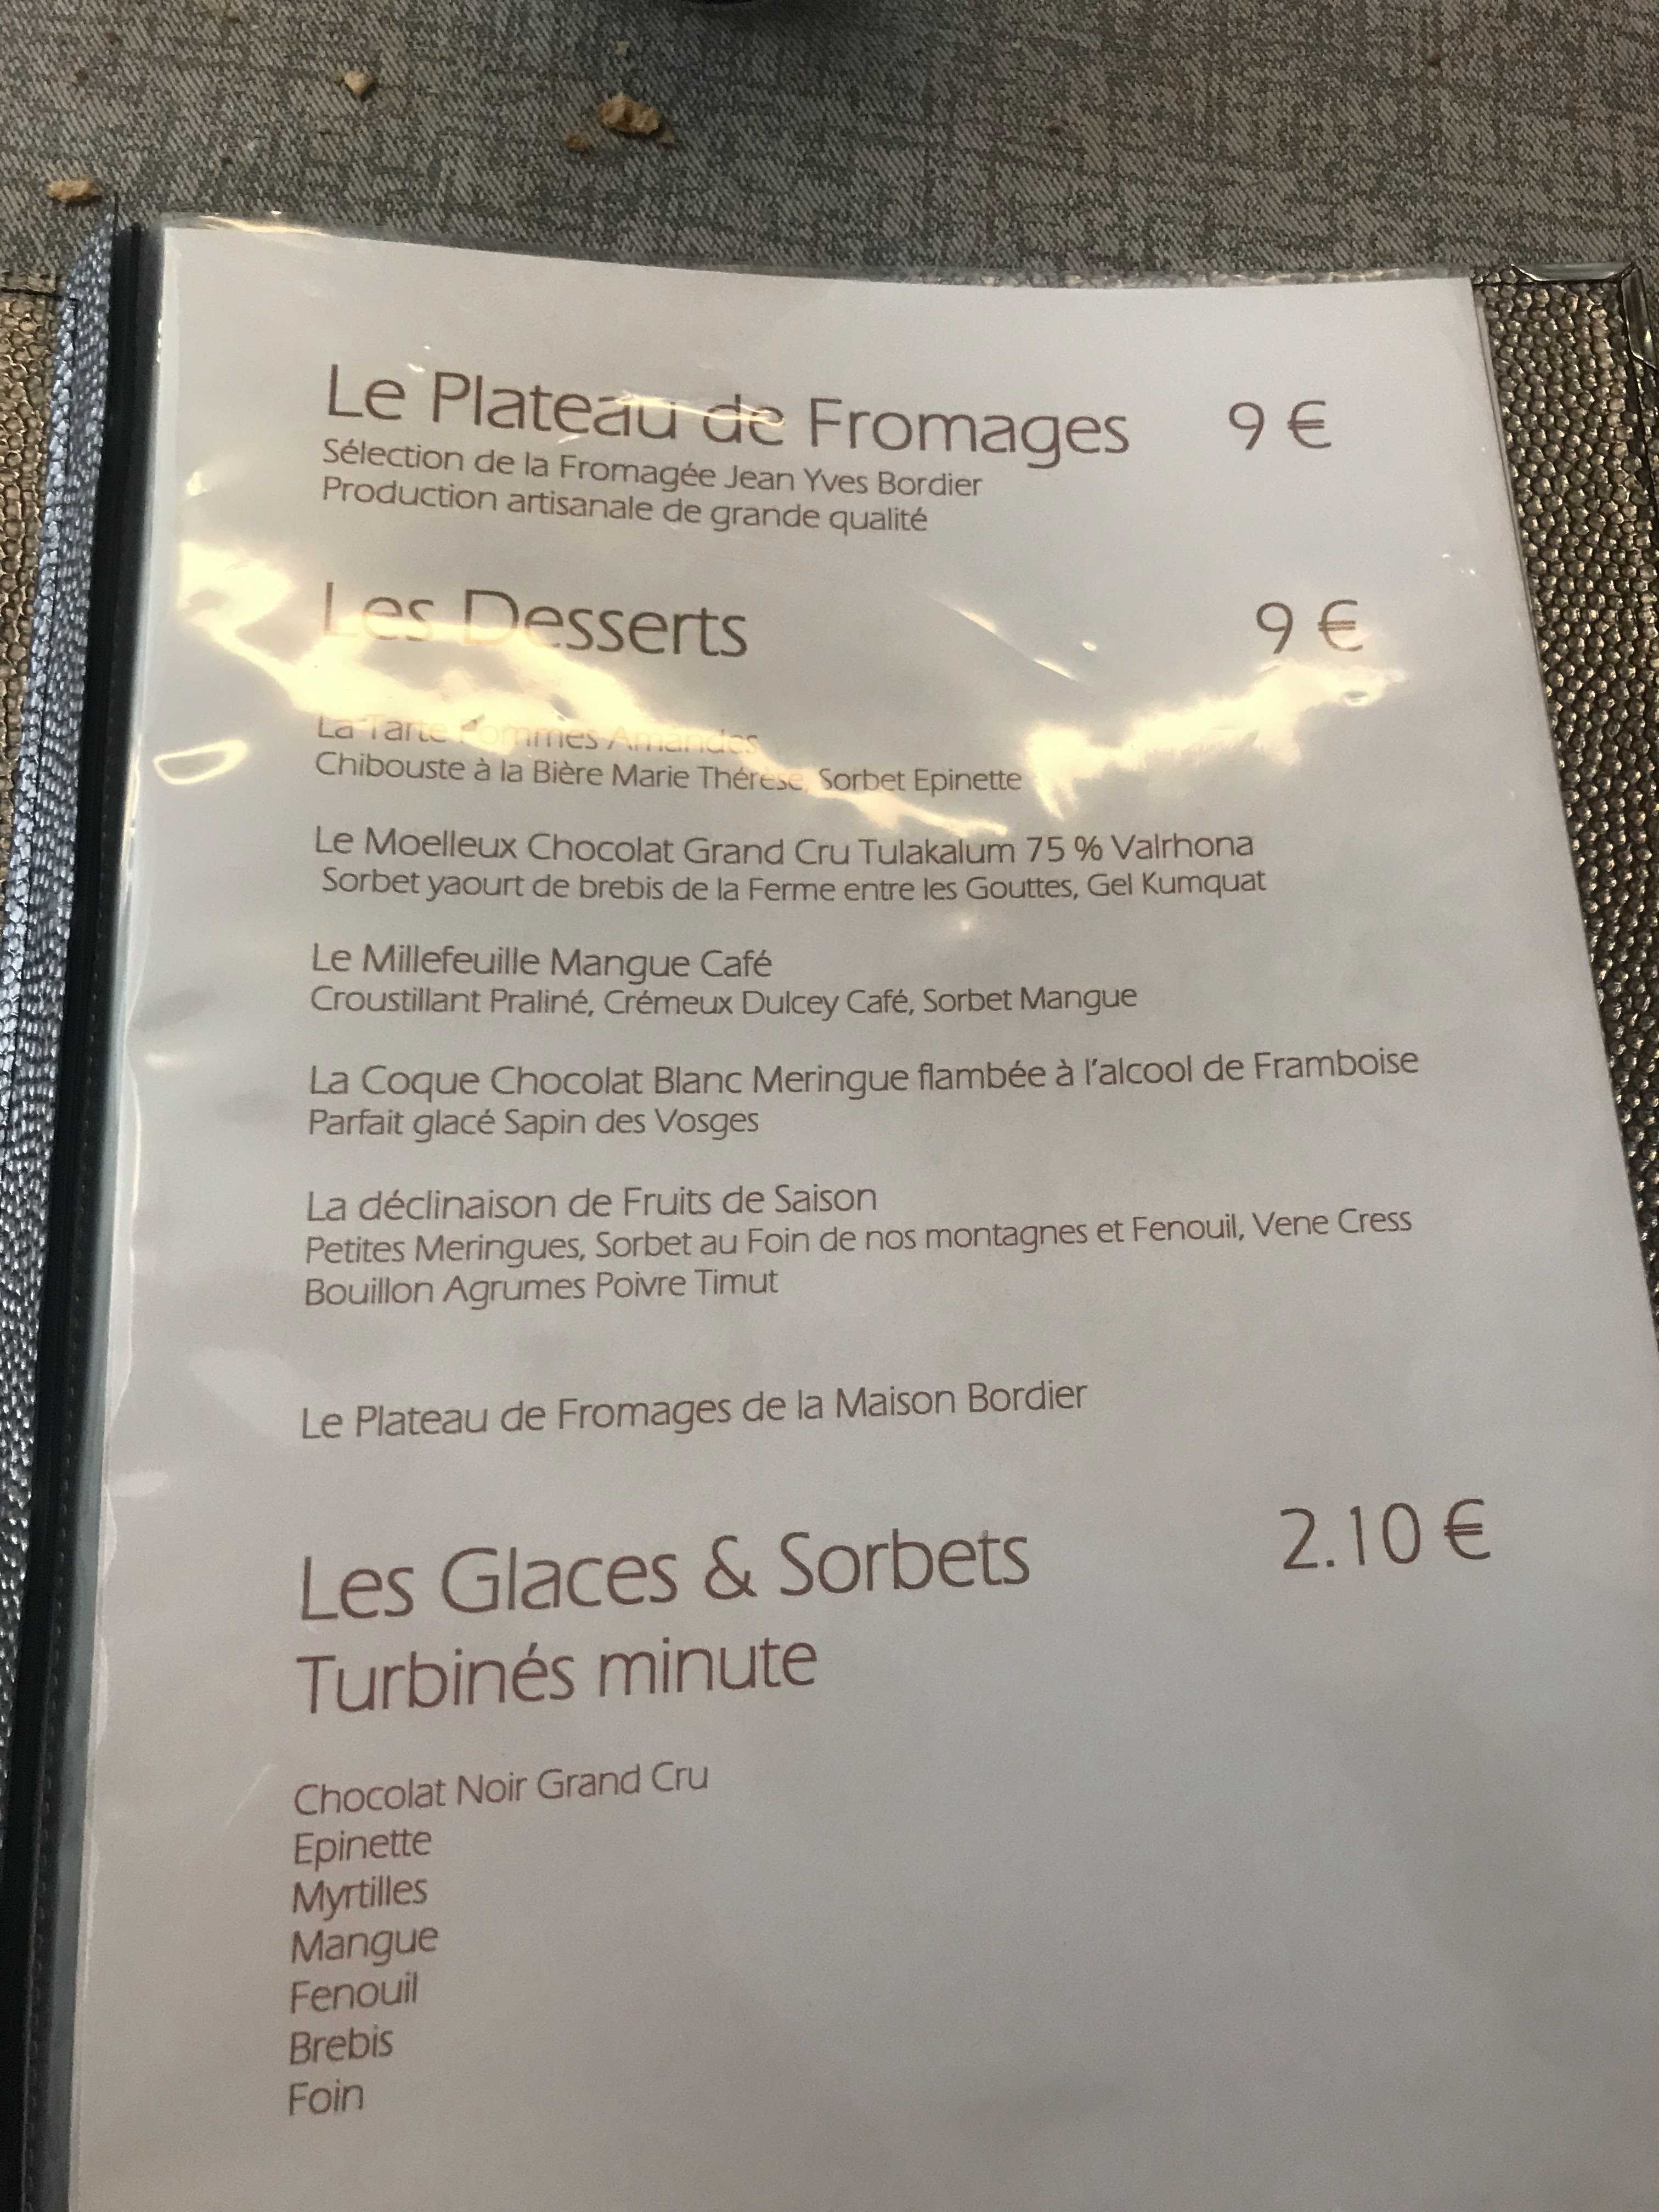 Le Plateau de Fromages 9 €
Sélection de la Fromagée Jean Yves Bordier
Production artisanale de grande qualité
Les Desserts 9 €
La Tarte Pommes Amandes
Chibouste à la Bière Marie Thérèse, Sorbet Epinette
Le Moelleux Chocolat Grand Cru Tulakalum 75 % Valrhona
Sorbet yaourt de brebis de la Ferme entre les Gouttes, Gel Kumquat
Le Millefeuille Mangue Café
Croustillant Praliné, Crémeux Dulcey Café, Sorbet Mangue
La Coque Chocolat Blanc Meringue flambée à l'alcool de Framboise
Parfait glacé Sapin des Vosges
La déclinaison de Fruits de Saison
Petites Meringues, Sorbet au Foin de nos montagnes et Fenouil, Vene Cress
Bouillon Agrumes Poivre Timut
Le Plateau de Fromages de la Maison Bordier
Les Glaces & Sorbets 2.10 €
Turbinés minute
Chocolat Noir Grand Cru
Epinette
Myrtilles
Mangue
Fenouil
Brebis
Foin